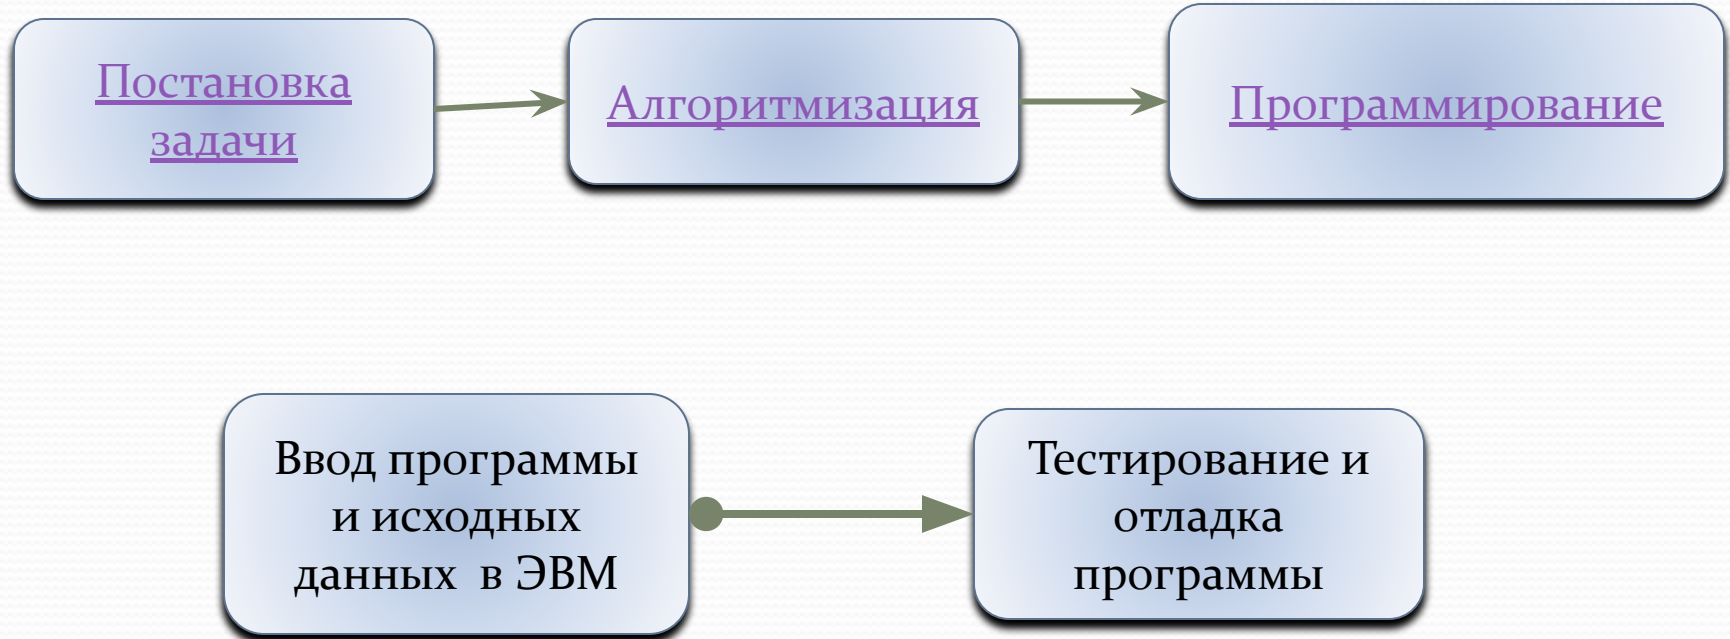 Постановка
задачи
Алгоритмизация
Программирование
Ввод программы
и исходных
данных  в ЭВМ
Тестирование и
отладка
программы